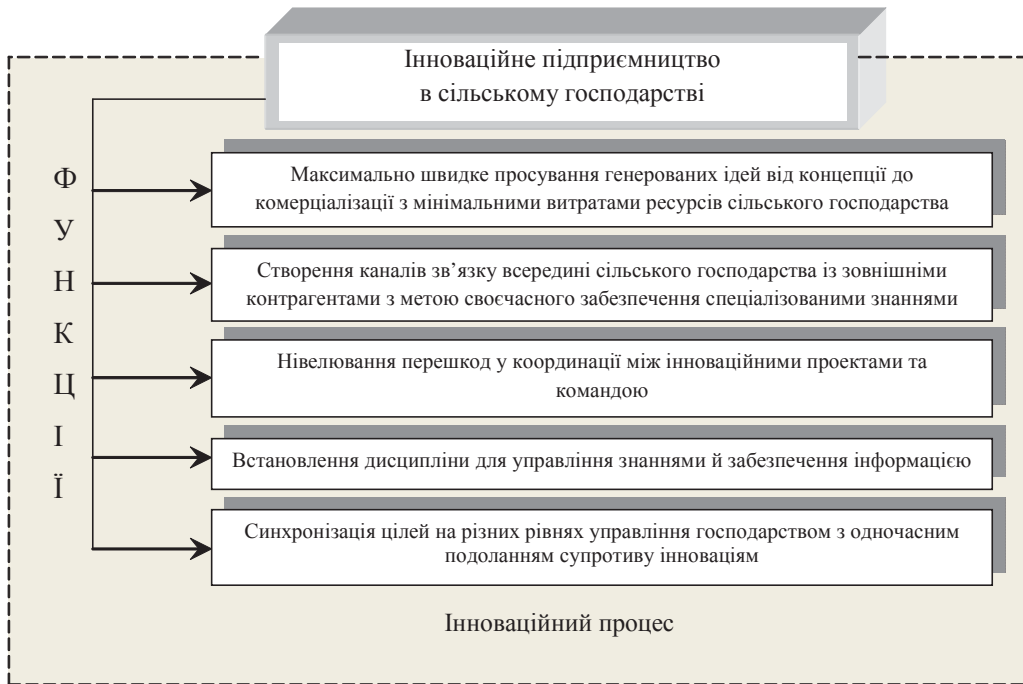 Інноваційне підприємництво
в сільському господарстві
ФУНКЦІЇ
Максимально швидке просування генерованих ідей від концепції до
комерціалізації з мінімальними витратами ресурсів сільського господарства
Створення каналів зв’язку всередині сільського господарства із зовнішніми
контрагентами з метою своєчасного забезпечення спеціалізованими знаннями
Нівелювання перешкод у координації між інноваційними проектами та
командою
Встановлення дисципліни для управління знаннями й забезпечення інформацією
Синхронізація цілей на різних рівнях управління господарством з одночасним
подоланням супротиву інноваціям
Інноваційний процес